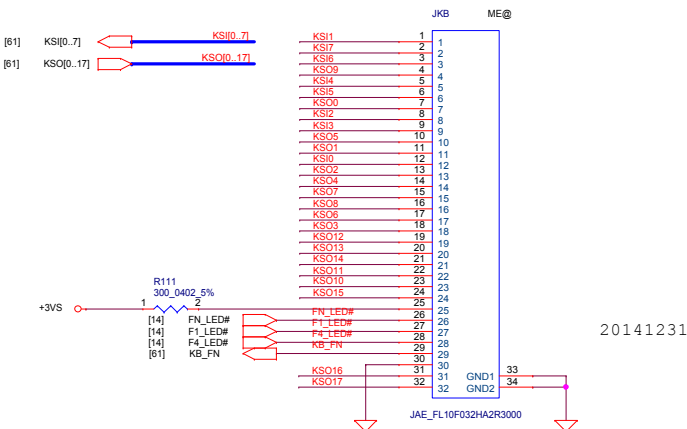 JKB ME@
[61] KSI[0..7] KSI[0..7]
[61] KSO[0..17] KSO[0..17]
KSI1 1 1
KSI7 2 2
KSI6 3 3
KSO9 4 4
KSI4 5 5
KSI5 6 6
KSO0 7 7
KSI2 8 8
KSI3 9 9
KSO5 10 10
KSO1 11 11
KSI0 12 12
KSO2 13 13
KSO4 14 14
KSO7 15 15
KSO8 16 16
KSO6 17 17
KSO3 18 18
KSO12 19 19
KSO13 20 20
KSO14 21 21
KSO11 22 22
KSO10 23 23
KSO15 24 24
R111
300_0402_5%
+3VS 1 2 25 25
[14] FN_LED# FN_LED# 26 26
[14] F1_LED# F1_LED# 27 27
[14] F4_LED# F4_LED# 28 28
[61] KB_FN KB_FN 29 29
30 30
KSO16 31 31 GND1 33
KSO17 32 32 GND2 34
JAE_FL10F032HA2R3000
20141231